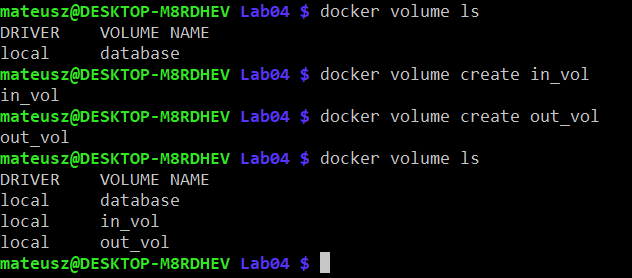 mateusz@DESKTOP-M8RDHEV Lab04 $ docker volume ls
DRIVER    VOLUME NAME
local     database
mateusz@DESKTOP-M8RDHEV Lab04 $ docker volume create in_vol
in_vol
mateusz@DESKTOP-M8RDHEV Lab04 $ docker volume create out_vol
out_vol
mateusz@DESKTOP-M8RDHEV Lab04 $ docker volume ls
DRIVER    VOLUME NAME
local     database
local     in_vol
local     out_vol
mateusz@DESKTOP-M8RDHEV Lab04 $